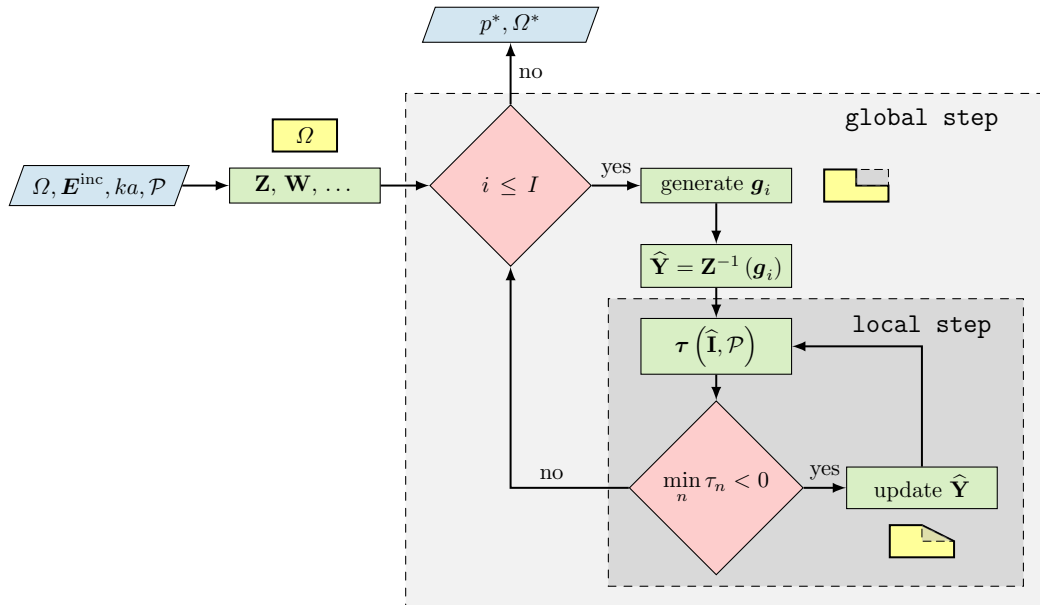 p*, Ω*
no
global step
Ω
Ω, E^inc, ka, 𝒫
Z, W, …
i ≤ I
yes
generate g_i
Ŷ = Z^{-1} (g_i)
local step
τ (Î, 𝒫)
no
min_n τ_n < 0
yes
update Ŷ